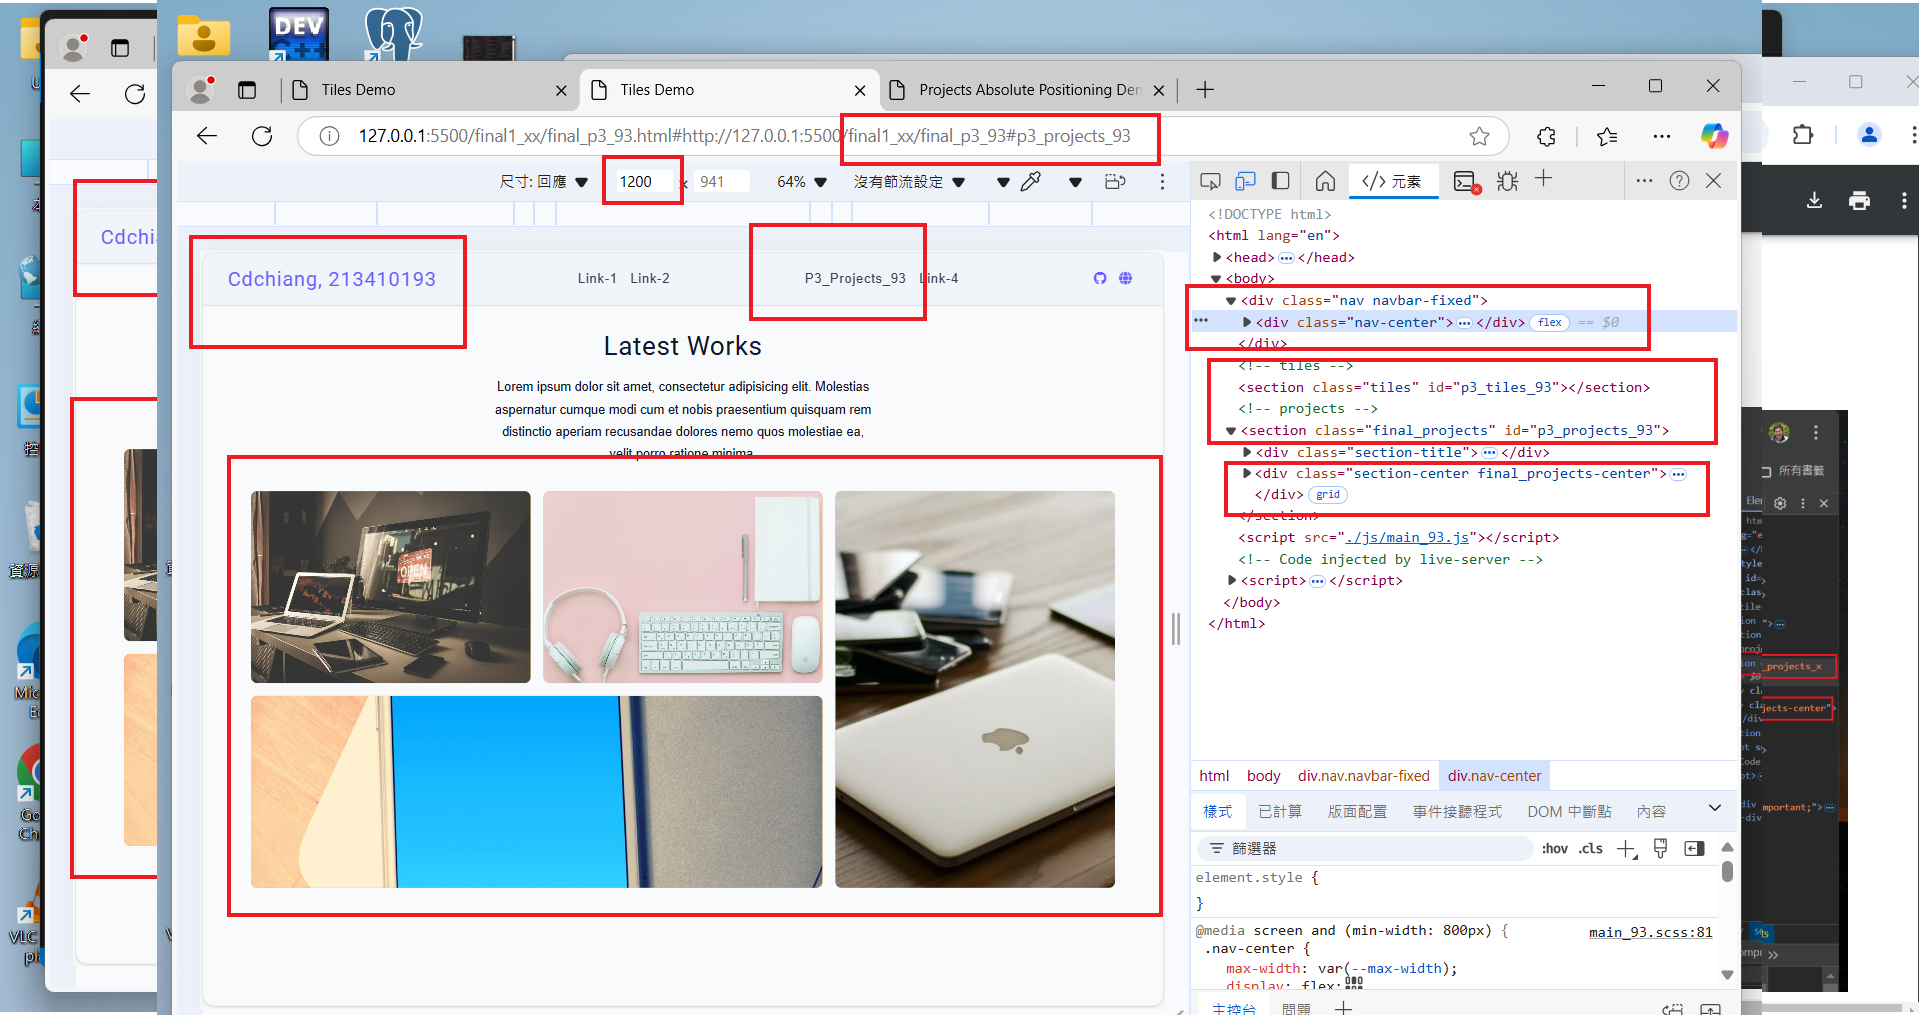 Tiles Demo
Tiles Demo
Projects Absolute Positioning Den
127.0.0.1:5500/final1_xx/final_p3_93.html#http://127.0.0.1:5500/final1_xx/final_p3_93#p3_projects_93
尺寸: 回應
1200
×
941
64%
沒有節流設定
元素
Cdchiang, 213410193
Link-1
Link-2
P3_Projects_93
Link-4
Latest Works
Lorem ipsum dolor sit amet, consectetur adipisicing elit. Molestias
aspernatur cumque modi cum et nobis praesentium quisquam rem
distinctio aperiam recusandae dolores nemo quos molestiae ea,
velit porro ratione minima
OPEN
<!DOCTYPE html>
<html lang="en">
<head>…</head>
<body>
<div class="nav navbar-fixed">
<div class="nav-center">…</div> flex == $0
</div>
<!-- tiles -->
<section class="tiles" id="p3_tiles_93"></section>
<!-- projects -->
<section class="final_projects" id="p3_projects_93">
<div class="section-title">…</div>
<div class="section-center final_projects-center">…
</div> grid
</section>
<script src="./js/main_93.js"></script>
<!-- Code injected by live-server -->
<script>…</script>
</body>
</html>
html
body
div.nav.navbar-fixed
div.nav-center
樣式
已計算
版面配置
事件接聽程式
DOM 中斷點
內容
篩選器
:hov
.cls
element.style {
}
@media screen and (min-width: 800px) {
main_93.scss:81
.nav-center {
max-width: var(--max-width);
display: flex;
主控台
問題
DEV
C++
Cdchi
VLC
所有書籤
_projects_x
jects-center">
mportant;">